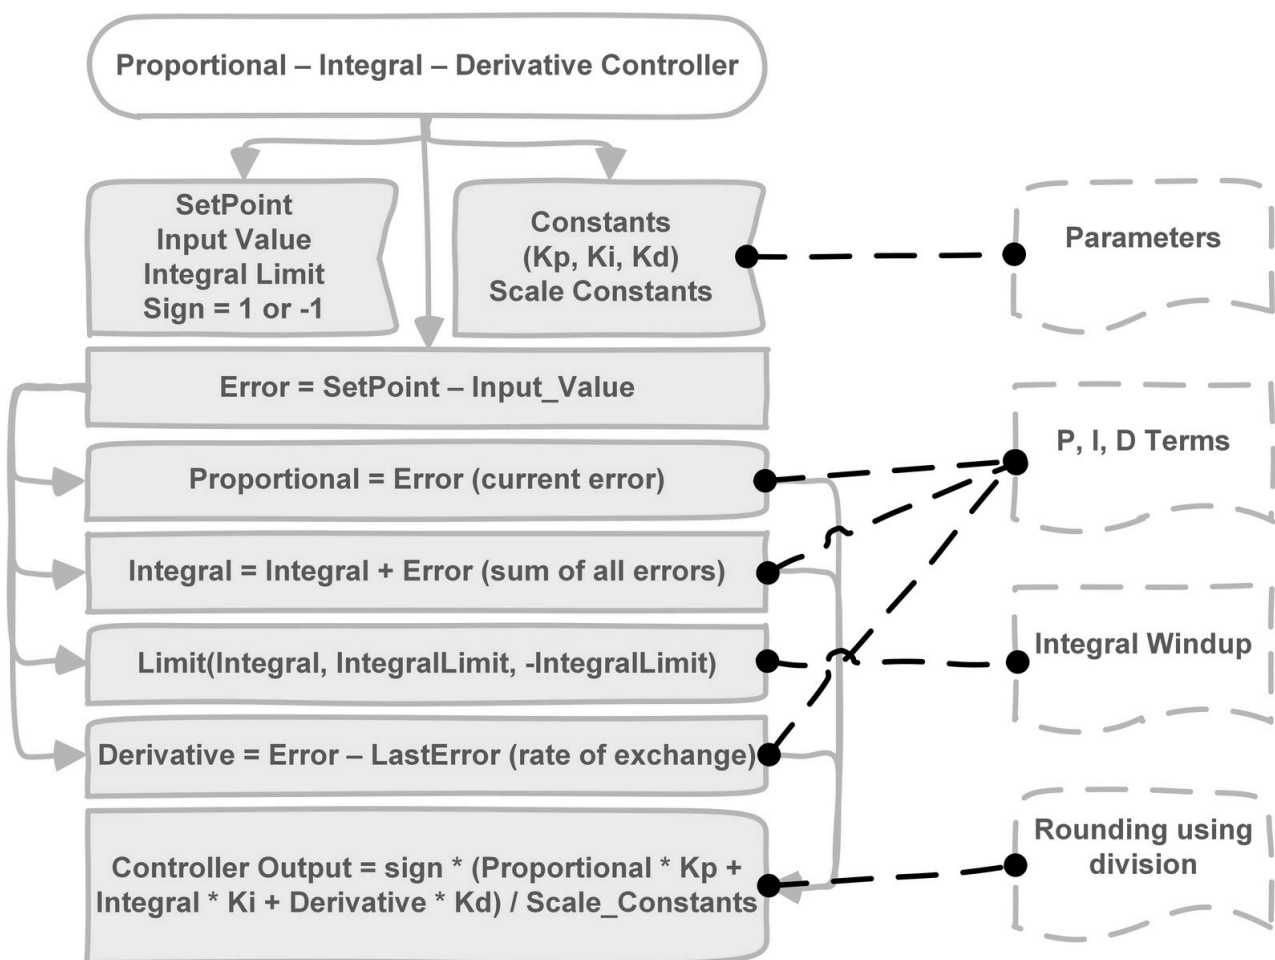 Proportional – Integral – Derivative Controller
SetPoint
Input Value
Integral Limit
Sign = 1 or -1
Constants
(Kp, Ki, Kd)
Scale Constants
Parameters
Error = SetPoint – Input_Value
P, I, D Terms
Proportional = Error (current error)
Integral = Integral + Error (sum of all errors)
Integral Windup
Limit(Integral, IntegralLimit, -IntegralLimit)
Derivative = Error – LastError (rate of exchange)
Rounding using
division
Controller Output = sign * (Proportional * Kp +
Integral * Ki + Derivative * Kd) / Scale_Constants